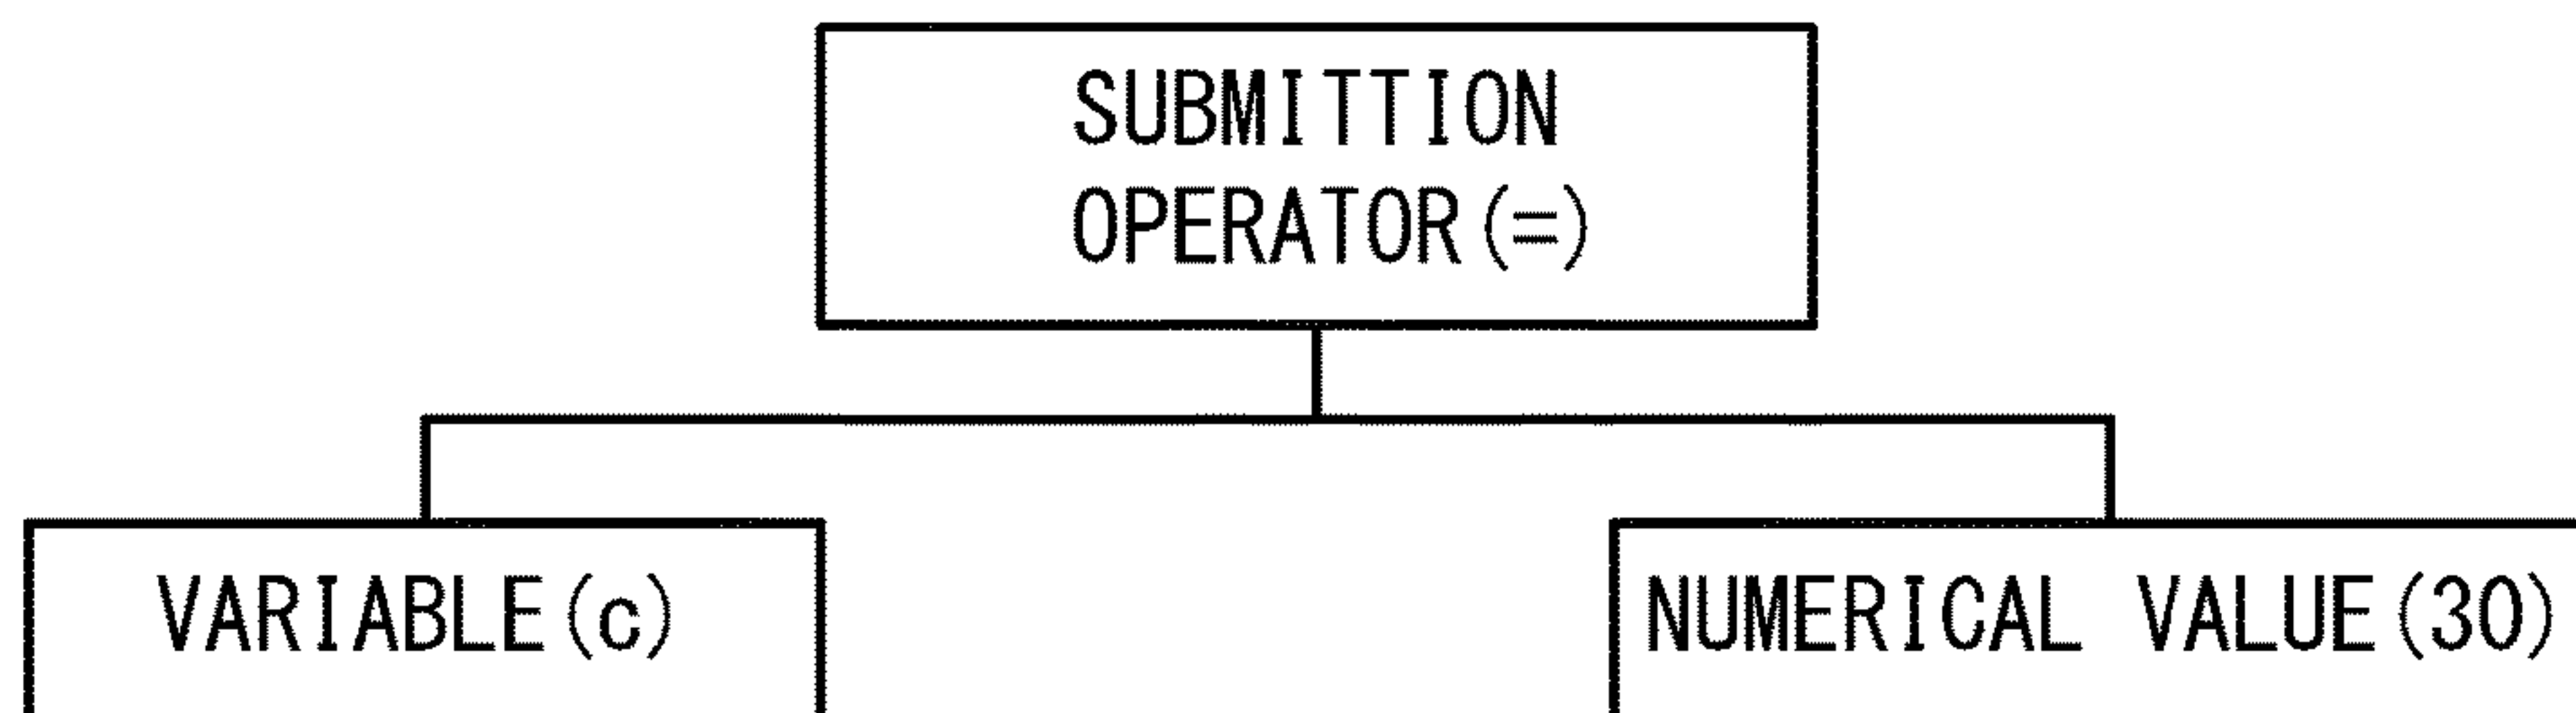 SUBMITTION
OPERATOR(=)
VARIABLE(c)
NUMERICAL VALUE(30)